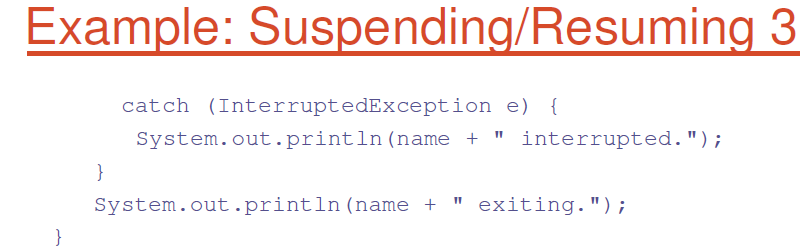 Example: Suspending/Resuming 3
catch (InterruptedException e) {
System.out.println(name + " interrupted.");
}
System.out.println(name + " exiting.");
}